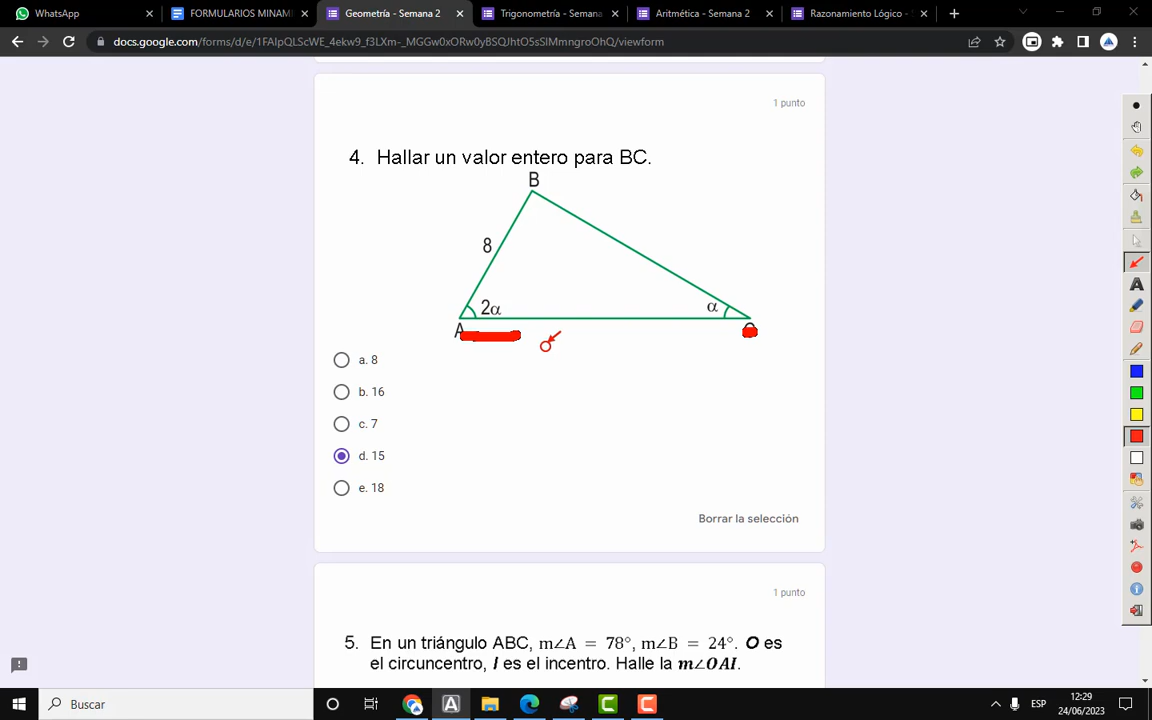 WhatsApp
FORMULARIOS MINAM
Geometría - Semana 2
Trigonometría - Semana
Aritmética - Semana 2
Razonamiento Lógico -
docs.google.com/forms/d/e/1FAIpQLScWE_4ekw9_f3LXm-_MGGw0xORw0yBSQJhtO5sSlMmngroOhQ/viewform
1 punto
4. Hallar un valor entero para BC.
B
8
2α
α
A
a. 8
b. 16
c. 7
d. 15
e. 18
Borrar la selección
1 punto
5. En un triángulo ABC, m∠A = 78°, m∠B = 24°. O es
el circuncentro, I es el incentro. Halle la m∠OAI.
Buscar
ESP
12:29
24/06/2023